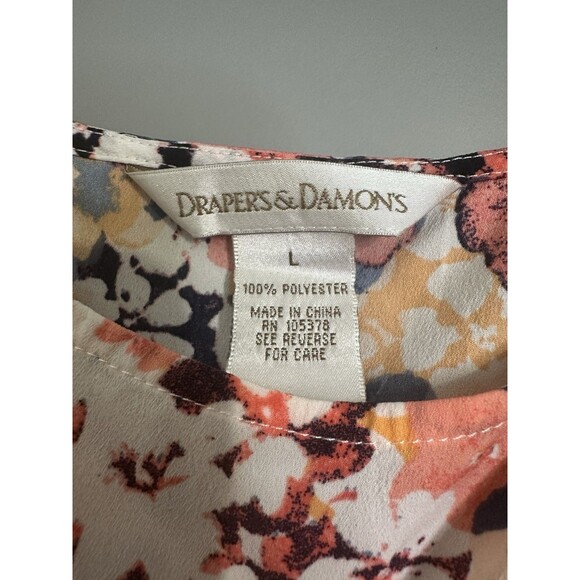 DRAPER'S & DAMON'S
L
100% POLYESTER
MADE IN CHINA
RN 105378
SEE REVERSE
FOR CARE